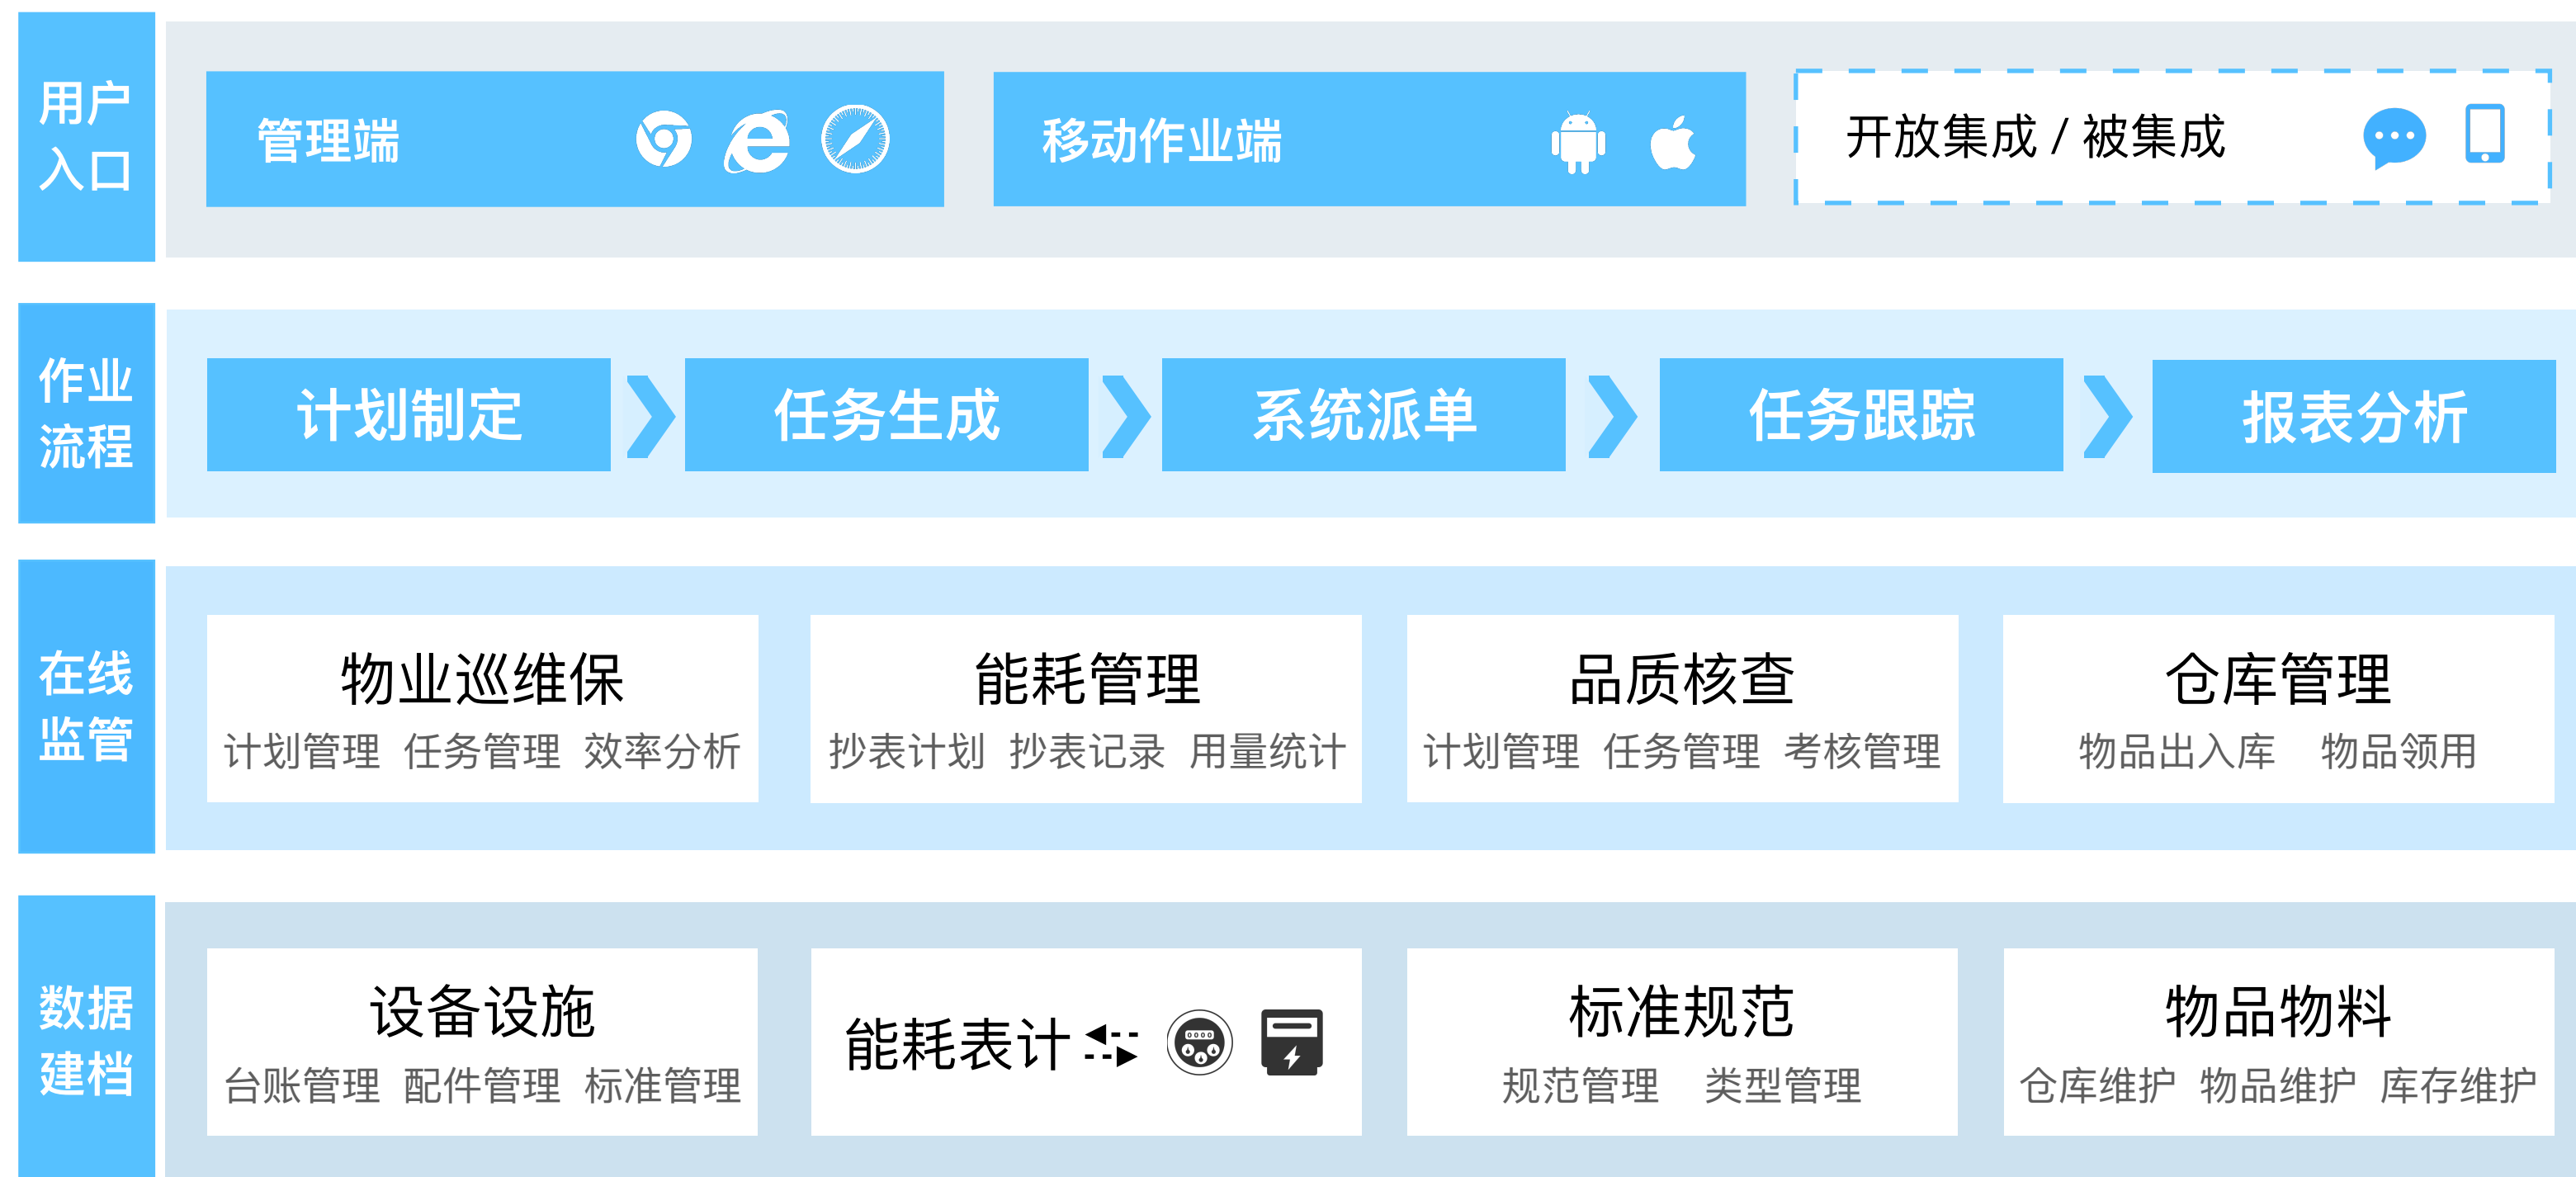 用户
入口
管理端
移动作业端
开放集成 / 被集成
作业
流程
计划制定
任务生成
系统派单
任务跟踪
报表分析
在线
监管
物业巡维保
计划管理 任务管理 效率分析
能耗管理
抄表计划 抄表记录 用量统计
品质核查
计划管理 任务管理 考核管理
仓库管理
物品出入库 物品领用
数据
建档
设备设施
台账管理 配件管理 标准管理
能耗表计
0000
标准规范
规范管理 类型管理
物品物料
仓库维护 物品维护 库存维护